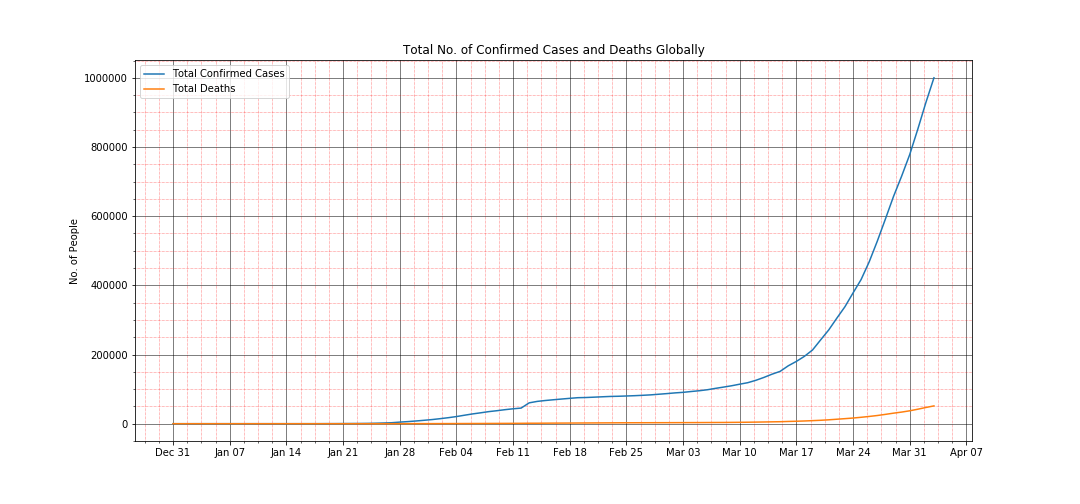 Total No. of Confirmed Cases and Deaths Globally
Total Confirmed Cases
Total Deaths
No. of People
1000000
800000
600000
400000
200000
0
Dec 31 Jan 07 Jan 14 Jan 21 Jan 28 Feb 04 Feb 11 Feb 18 Feb 25 Mar 03 Mar 10 Mar 17 Mar 24 Mar 31 Apr 07